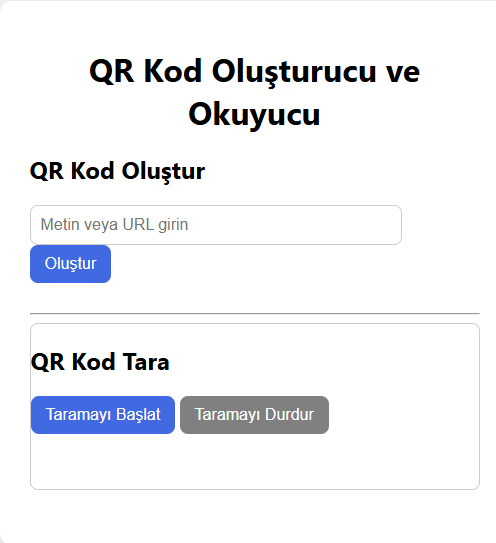 QR Kod Oluşturucu ve
Okuyucu
QR Kod Oluştur
Metin veya URL girin
Oluştur
QR Kod Tara
Taramayı Başlat Taramayı Durdur